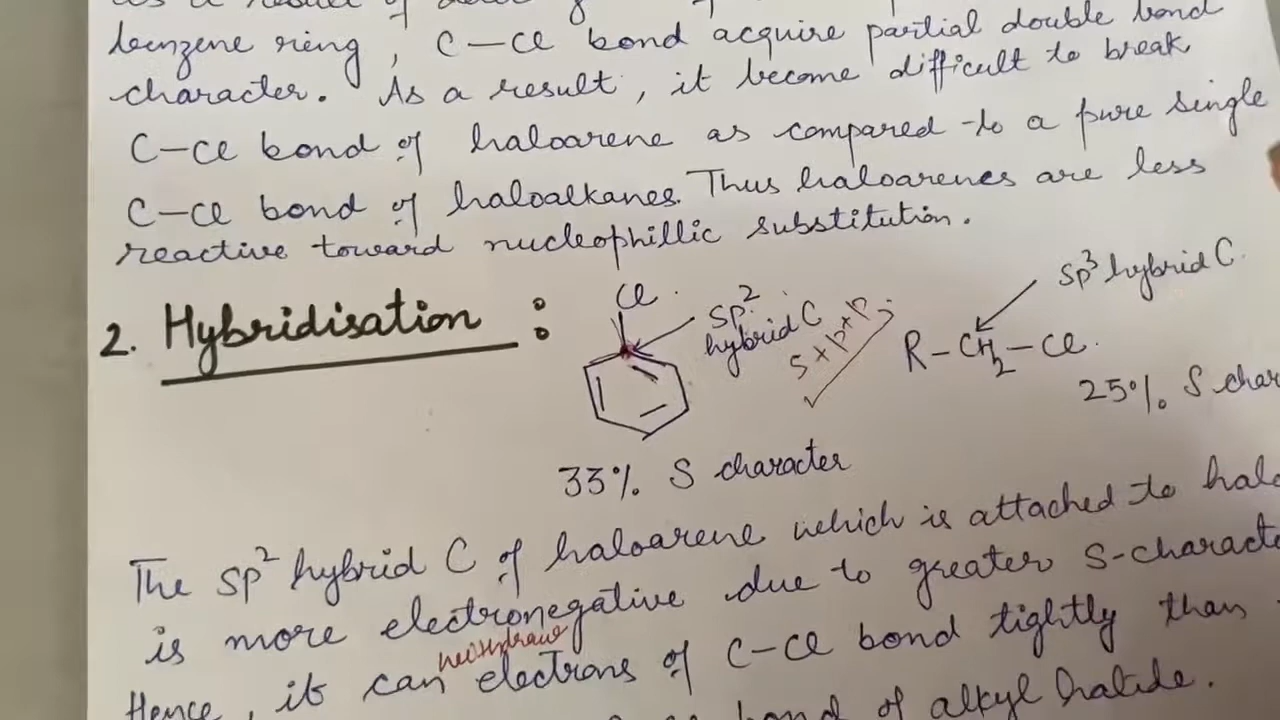 as a result of
benzene ring, C—Cl bond acquire partial double bond
character. As a result, it become difficult to break
C-Cl bond of haloarene as compared to a pure single
C-Cl bond of haloalkanes. Thus haloarenes are less
reactive toward nucleophillic substitution.
2. Hybridisation :
Cl
sp² hybrid C
s+p+p
sp³ hybrid C
R-CH₂-Cl
25% S char
33% S character
The sp² hybrid C of haloarene which is attached to halo
is more electronegative due to greater S-characte
Hence, it can electrons of C-Cl bond tightly than
bond of alkyl halide.